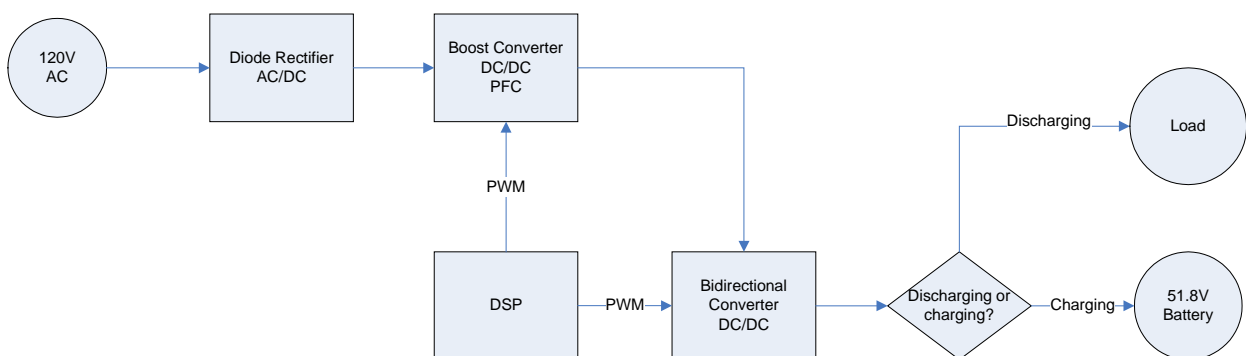 120V
AC
Diode Rectifier
AC/DC
Boost Converter
DC/DC
PFC
Discharging
Load
PWM
DSP
PWM
Bidirectional
Converter
DC/DC
Discharging or
charging?
Charging
51.8V
Battery